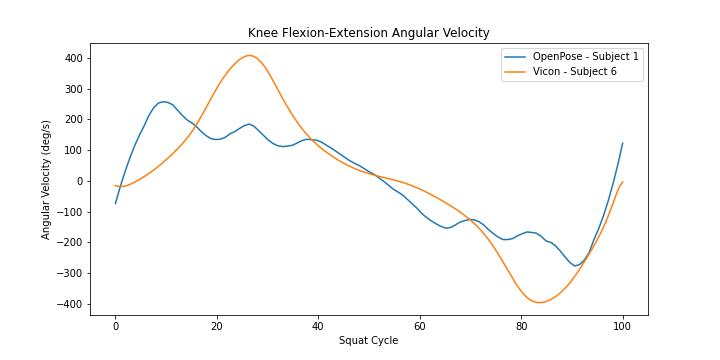 Knee Flexion-Extension Angular Velocity
OpenPose - Subject 1
Vicon - Subject 6
Angular Velocity (deg/s)
400
300
200
100
0
−100
−200
−300
−400
0 20 40 60 80 100
Squat Cycle